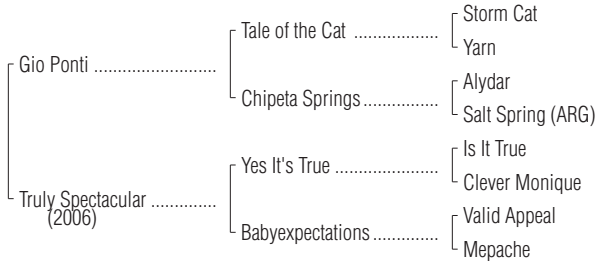 Storm Cat
Tale of the Cat ..................
Yarn
Gio Ponti ..........................
Alydar
Chipeta Springs................
Salt Spring (ARG)
Is It True
Yes It's True ......................
Clever Monique
Truly Spectacular ..............
(2006)
Valid Appeal
Babyexpectations..............
Mepache